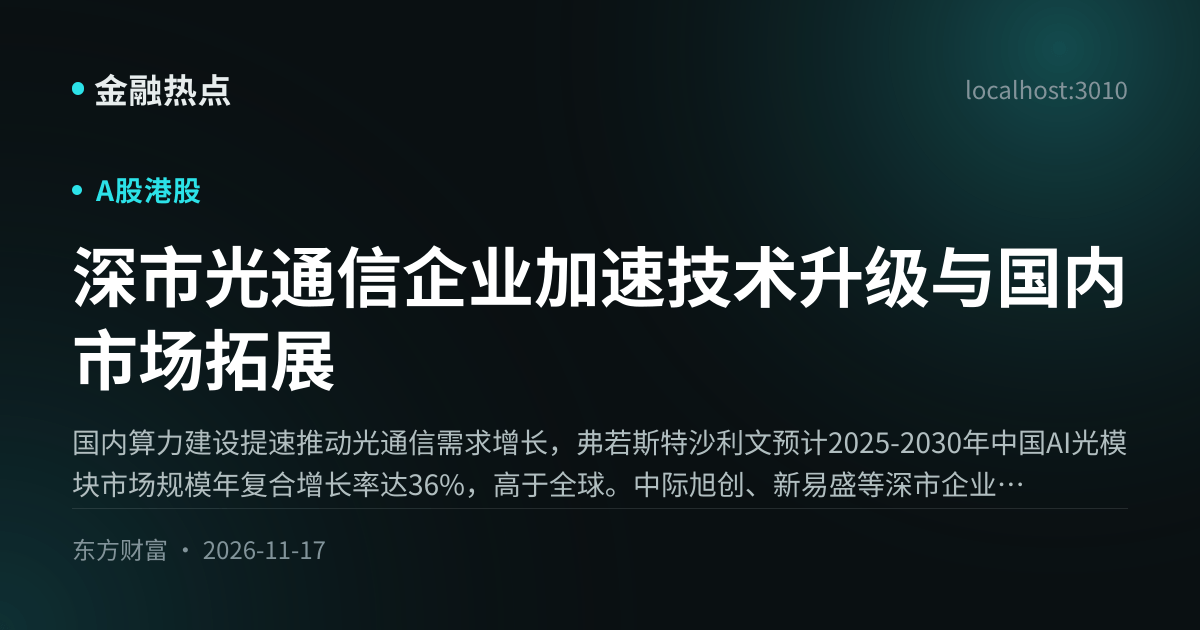 金融热点
localhost:3010
A股港股
深市光通信企业加速技术升级与国内
市场拓展
国内算力建设提速推动光通信需求增长，弗若斯特沙利文预计2025-2030年中国AI光模
块市场规模年复合增长率达36%，高于全球。中际旭创、新易盛等深市企业…
东方财富 · 2026-11-17